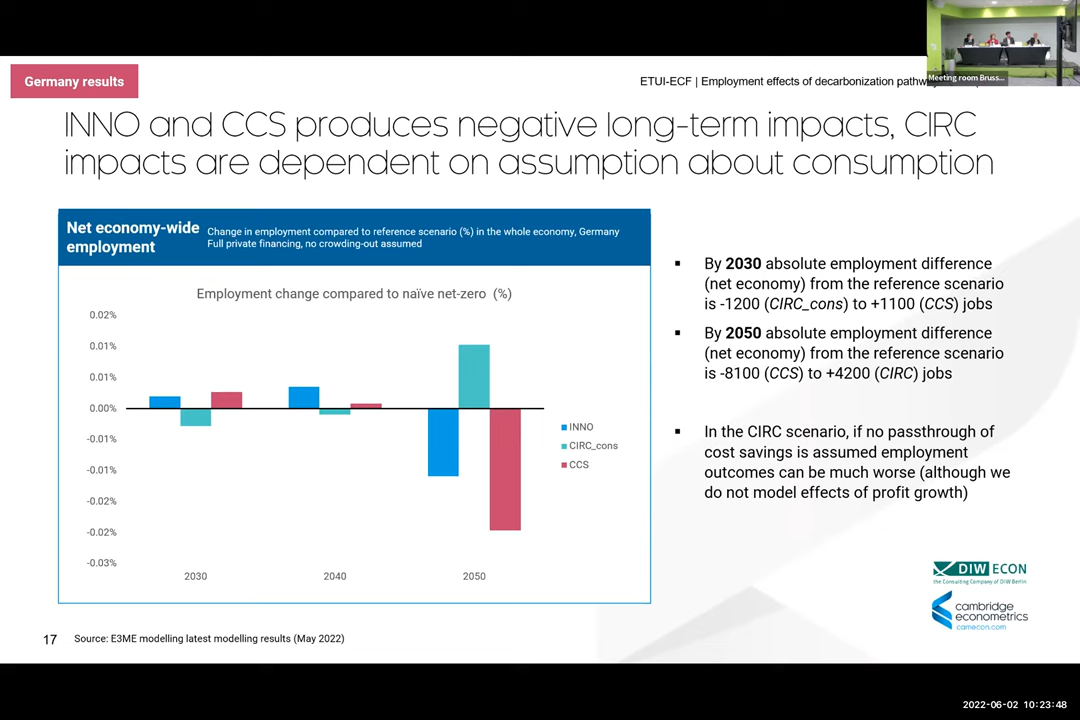 Meeting room Bruss...
Germany results
ETUI-ECF | Employment effects of decarbonization
INNO and CCS produces negative long-term impacts, CIRC
impacts are dependent on assumption about consumption
Net economy-wide
employment
Change in employment compared to reference scenario (%) in the whole economy, Germany
Full private financing, no crowding-out assumed
Employment change compared to naïve net-zero (%)
0.02%
0.01%
0.01%
0.00%
-0.01%
-0.01%
-0.02%
-0.02%
-0.03%
2030
2040
2050
INNO
CIRC_cons
CCS
▪ By 2030 absolute employment difference
(net economy) from the reference scenario
is -1200 (CIRC_cons) to +1100 (CCS) jobs
▪ By 2050 absolute employment difference
(net economy) from the reference scenario
is -8100 (CCS) to +4200 (CIRC) jobs
▪ In the CIRC scenario, if no passthrough of
cost savings is assumed employment
outcomes can be much worse (although we
do not model effects of profit growth)
DIW ECON
the Consulting Company of DIW Berlin
cambridge
econometrics
camecon.com
17
Source: E3ME modelling latest modelling results (May 2022)
2022-06-02 10:23:48